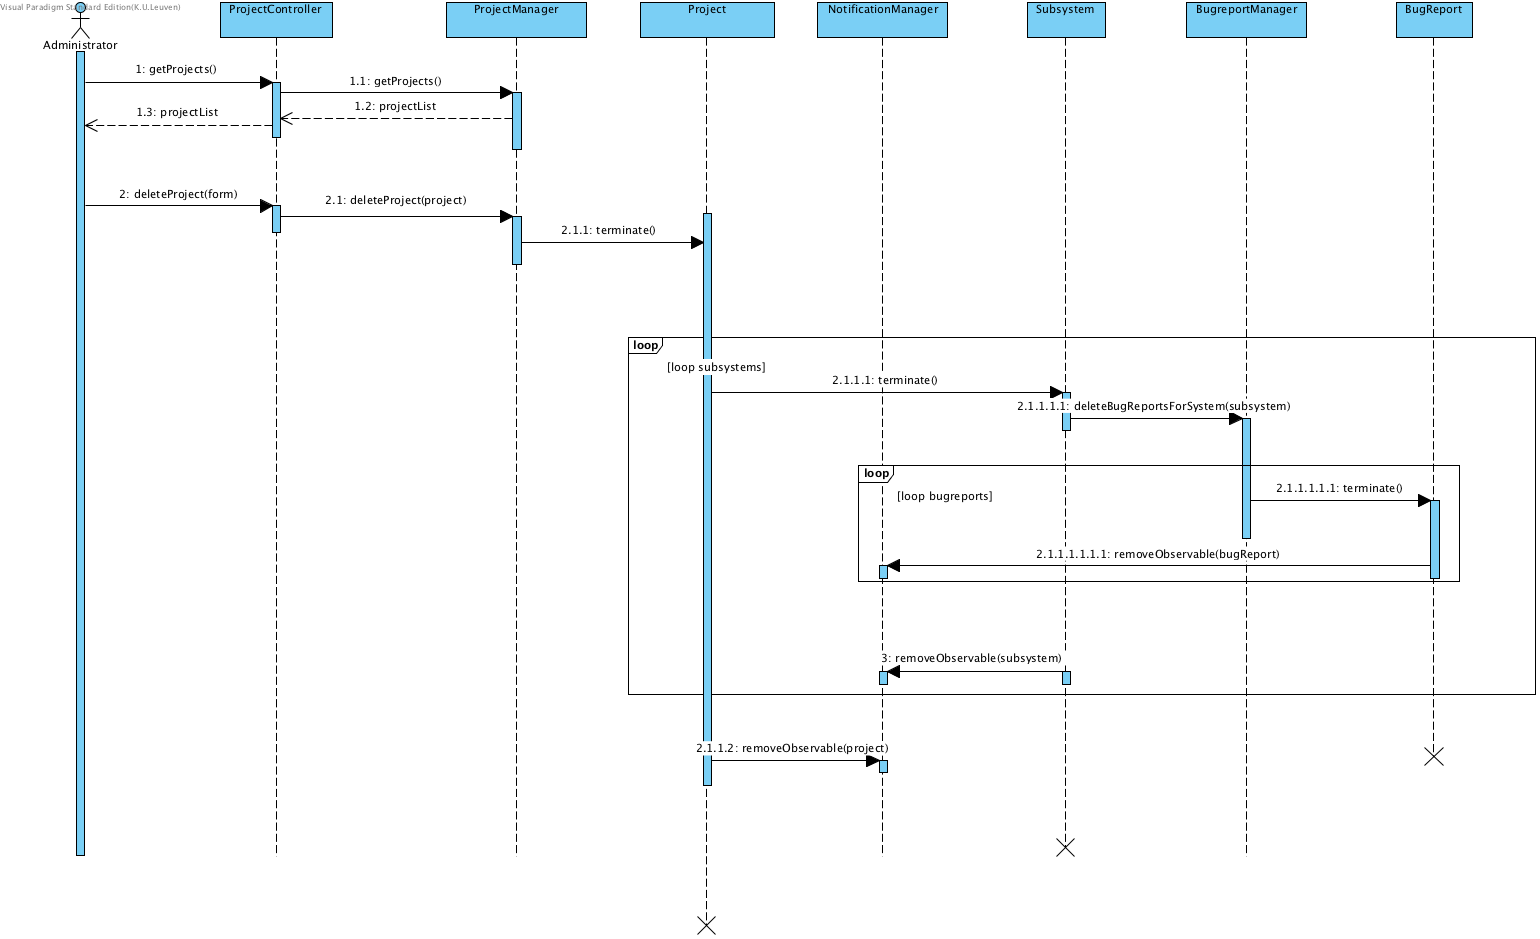 Visual Paradigm Standard Edition(K.U.Leuven)
Administrator
ProjectController
ProjectManager
Project
NotificationManager
Subsystem
BugreportManager
BugReport
1: getProjects()
1.1: getProjects()
1.2: projectList
1.3: projectList
2: deleteProject(form)
2.1: deleteProject(project)
2.1.1: terminate()
loop
[loop subsystems]
2.1.1.1: terminate()
2.1.1.1.1: deleteBugReportsForSystem(subsystem)
loop
[loop bugreports]
2.1.1.1.1.1: terminate()
2.1.1.1.1.1.1: removeObservable(bugReport)
3: removeObservable(subsystem)
2.1.1.2: removeObservable(project)